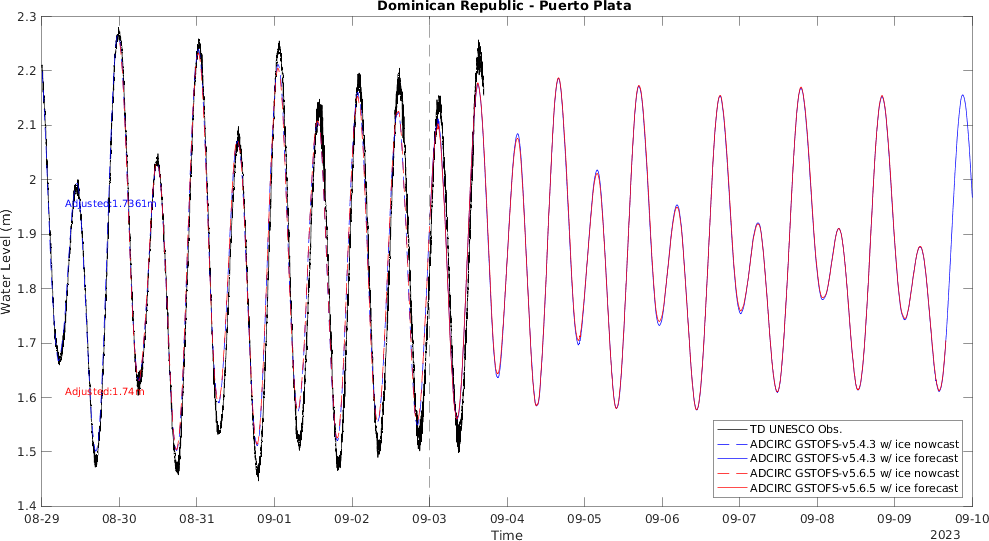 Dominican Republic - Puerto Plata
2.3
2.2
2.1
2
1.9
1.8
1.7
1.6
1.5
1.4
Water Level (m)
Adjusted:1.7361m
Adjusted:1.74m
TD UNESCO Obs.
ADCIRC GSTOFS-v5.4.3 w/ ice nowcast
ADCIRC GSTOFS-v5.4.3 w/ ice forecast
ADCIRC GSTOFS-v5.6.5 w/ ice nowcast
ADCIRC GSTOFS-v5.6.5 w/ ice forecast
08-29 08-30 08-31 09-01 09-02 09-03 09-04 09-05 09-06 09-07 09-08 09-09 09-10
Time
2023